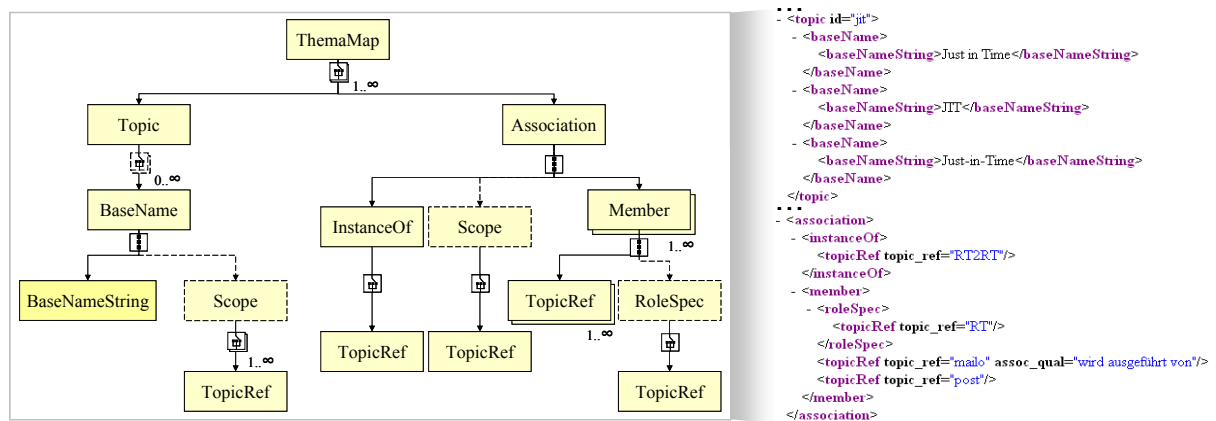 ThemaMap
1..∞
Topic
Association
0..∞
BaseName
InstanceOf
Scope
Member
1..∞
BaseNameString
Scope
TopicRef
RoleSpec
1..∞
1..∞
TopicRef
TopicRef
TopicRef
TopicRef
...
- <topic id="jit">
- <baseName>
<baseNameString>Just in Time</baseNameString>
</baseName>
- <baseName>
<baseNameString>JIT</baseNameString>
</baseName>
- <baseName>
<baseNameString>Just-in-Time</baseNameString>
</baseName>
</topic>
...
- <association>
- <instanceOf>
<topicRef topic_ref="RT2RT"/>
</instanceOf>
- <member>
- <roleSpec>
<topicRef topic_ref="RT"/>
</roleSpec>
<topicRef topic_ref="mailo" assoc_qual="wird ausgeführt von"/>
<topicRef topic_ref="post"/>
</member>
</association>